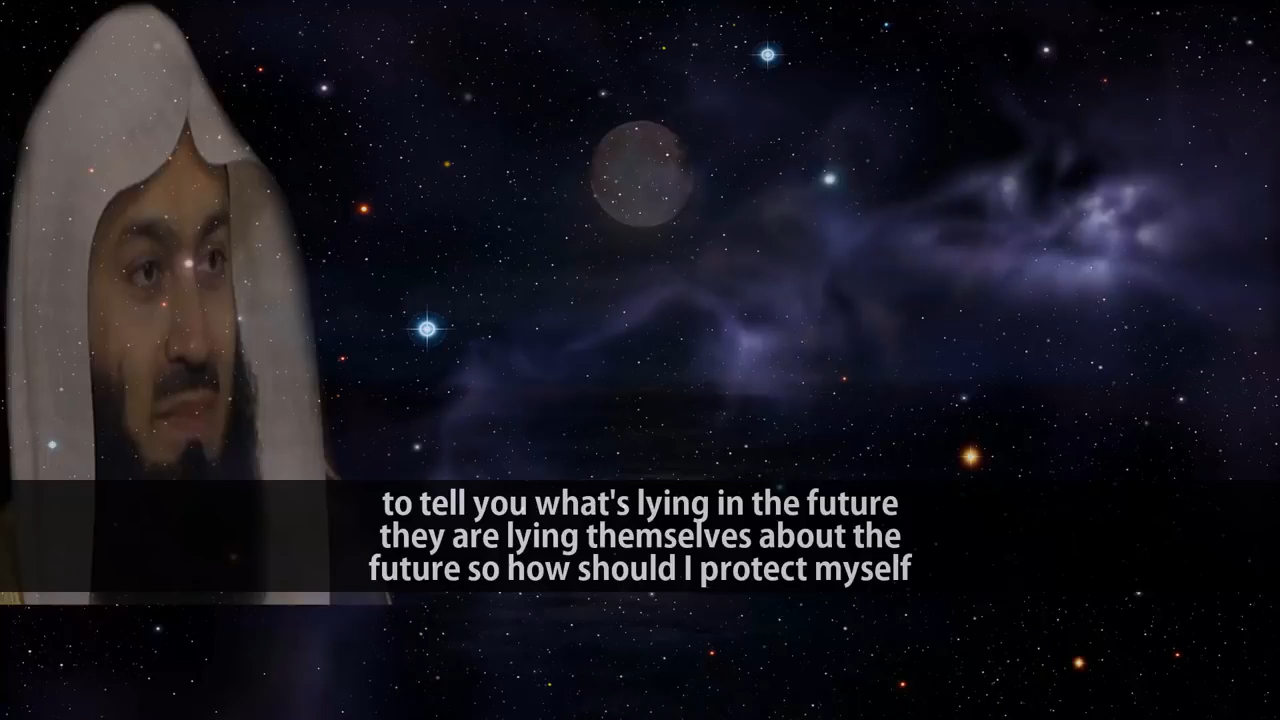 to tell you what's lying in the future
they are lying themselves about the
future so how should I protect myself